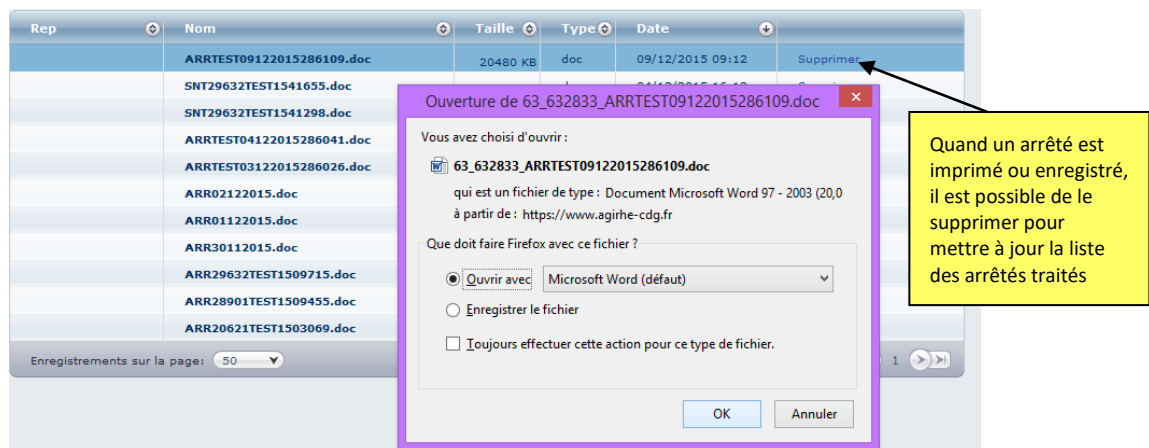 Rep Nom Taille Type Date
ARRTEST09122015286109.doc 20480 KB doc 09/12/2015 09:12 Supprimer
SNT29632TEST1541655.doc
SNT29632TEST1541298.doc
ARRTEST04122015286041.doc
ARRTEST03122015286026.doc
ARR02122015.doc
ARR01122015.doc
ARR30112015.doc
ARR29632TEST1509715.doc
ARR28901TEST1509455.doc
ARR20621TEST1503069.doc
Enregistrements sur la page: 50 1
Ouverture de 63_632833_ARRTEST09122015286109.doc
Vous avez choisi d'ouvrir :
63_632833_ARRTEST09122015286109.doc
qui est un fichier de type : Document Microsoft Word 97 - 2003 (20,0
à partir de : https://www.agirhe-cdg.fr
Que doit faire Firefox avec ce fichier ?
Ouvrir avec Microsoft Word (défaut)
Enregistrer le fichier
Toujours effectuer cette action pour ce type de fichier.
OK Annuler
Quand un arrêté est
imprimé ou enregistré,
il est possible de le
supprimer pour
mettre à jour la liste
des arrêtés traités